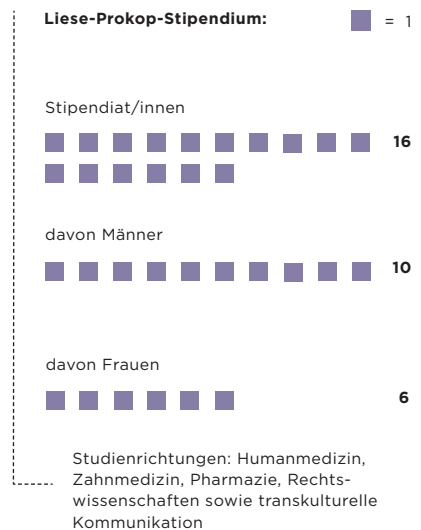 Liese-Prokop-Stipendium: = 1
Stipendiat/innen
16
davon Männer
10
davon Frauen
6
Studienrichtungen: Humanmedizin,
Zahnmedizin, Pharmazie, Rechts-
wissenschaften sowie transkulturelle
Kommunikation